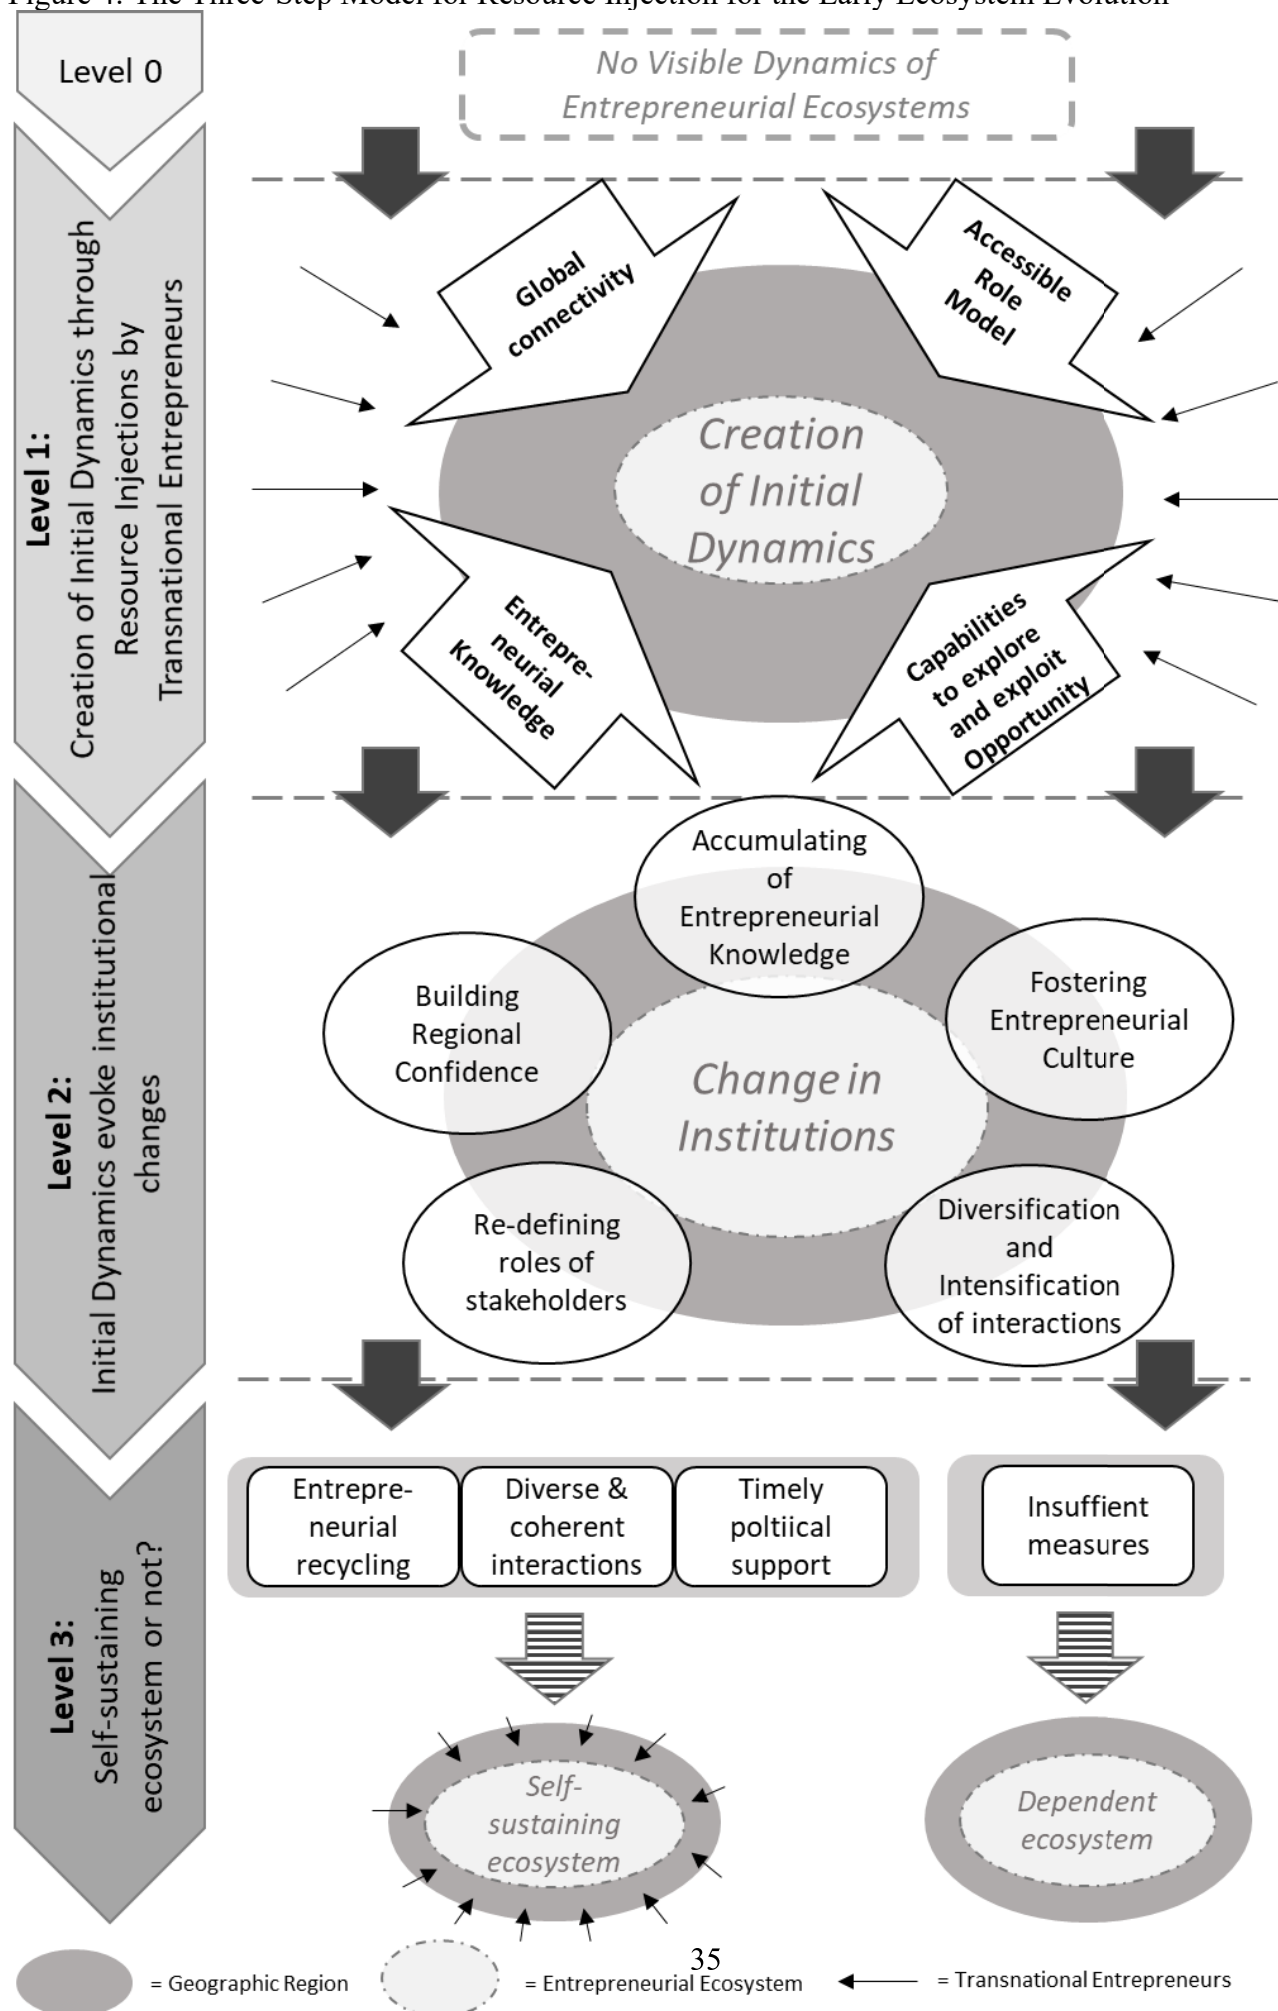 Figure 4: The Three-Step Model for Resource Injection for the Early Ecosystem Evolution
Level 0
No Visible Dynamics of
Entrepreneurial Ecosystems
Level 1:
Creation of Initial Dynamics through
Resource Injections by
Transnational Entrepreneurs
Global
connectivity
Accessible
Role
Model
Creation
of Initial
Dynamics
Entrepre-
neurial
Knowledge
Capabilities
to explore
and exploit
Opportunity
Level 2:
Initial Dynamics evoke institutional
changes
Accumulating
of
Entrepreneurial
Knowledge
Building
Regional
Confidence
Fostering
Entrepreneurial
Culture
Change in
Institutions
Re-defining
roles of
stakeholders
Diversification
and
Intensification
of interactions
Level 3:
Self-sustaining
ecosystem or not?
Entrepre-
neurial
recycling
Diverse &
coherent
interactions
Timely
poltiical
support
Insuffient
measures
Self-
sustaining
ecosystem
Dependent
ecosystem
35
= Geographic Region
= Entrepreneurial Ecosystem
= Transnational Entrepreneurs